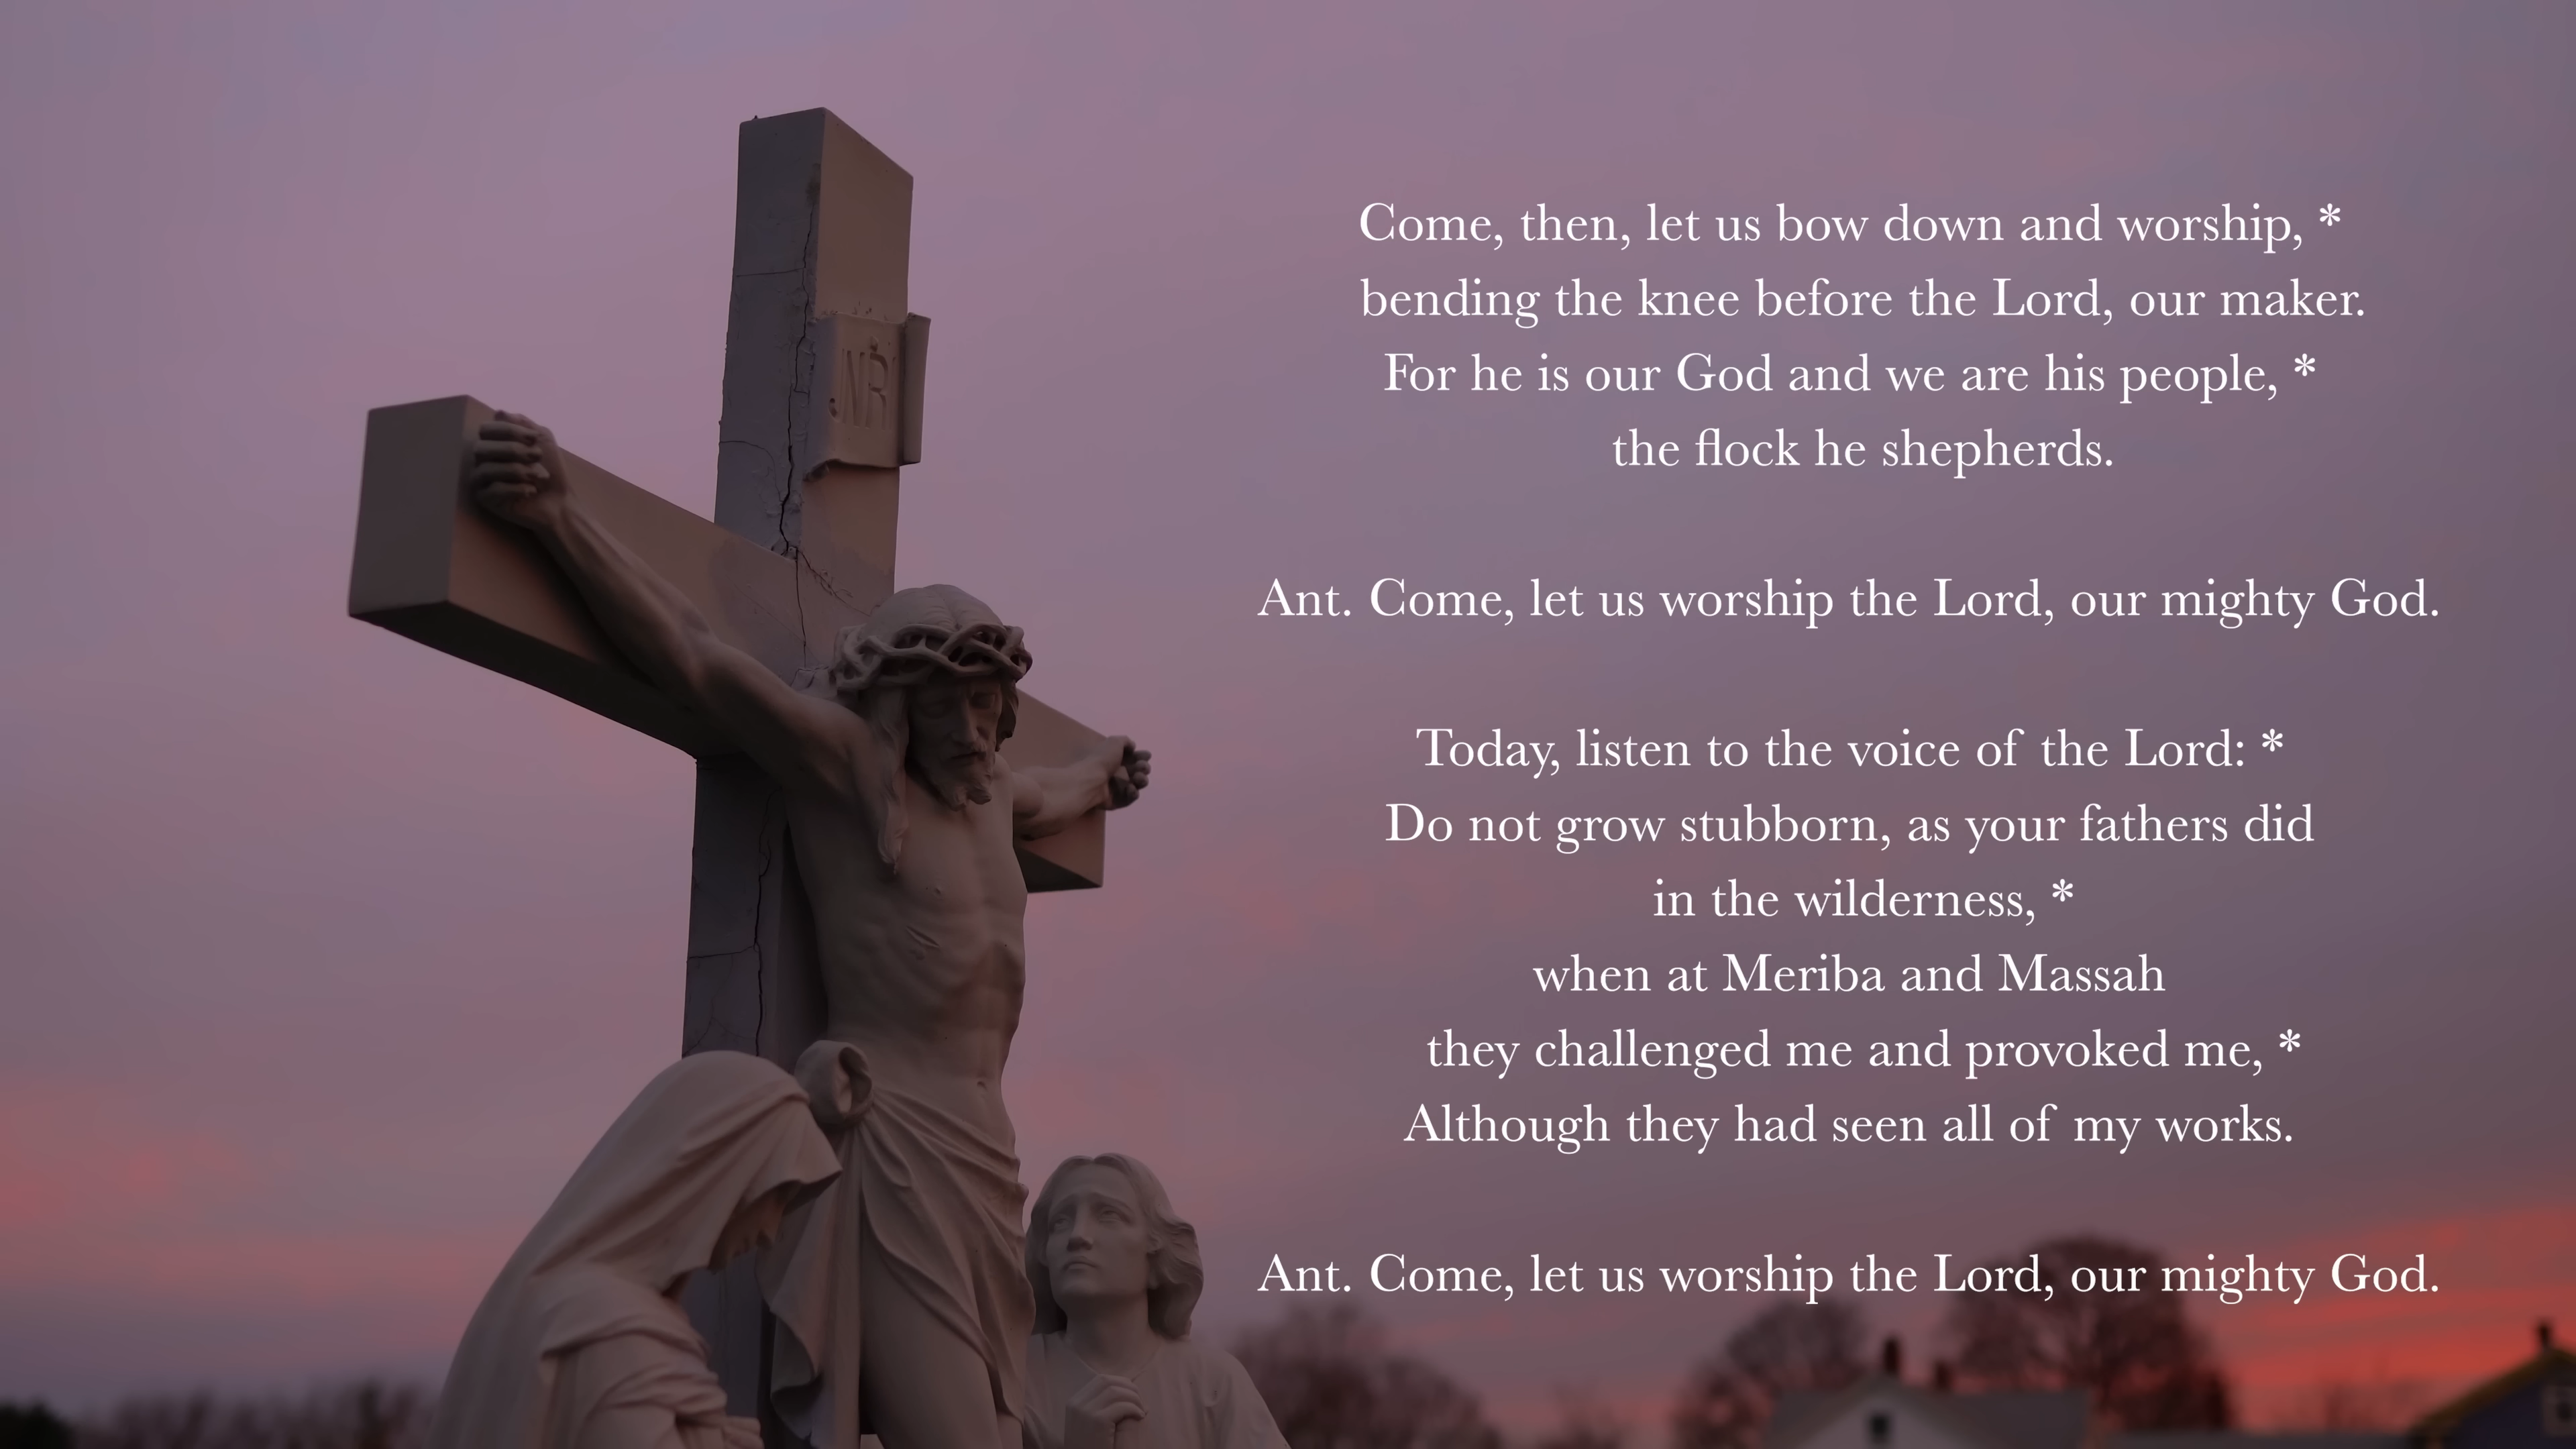 JNRI
Come, then, let us bow down and worship, *
bending the knee before the Lord, our maker.
For he is our God and we are his people, *
the flock he shepherds.
Ant. Come, let us worship the Lord, our mighty God.
Today, listen to the voice of the Lord: *
Do not grow stubborn, as your fathers did
in the wilderness, *
when at Meriba and Massah
they challenged me and provoked me, *
Although they had seen all of my works.
Ant. Come, let us worship the Lord, our mighty God.